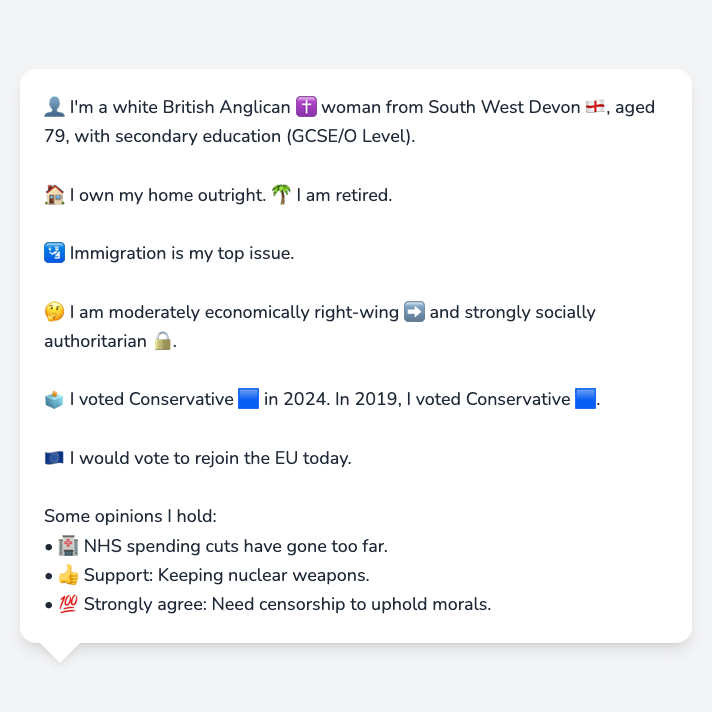 👤 I'm a white British Anglican ✝️ woman from South West Devon 🏴󠁧󠁢󠁥󠁮󠁧󠁿, aged
79, with secondary education (GCSE/O Level).
🏠 I own my home outright. 🌴 I am retired.
🛂 Immigration is my top issue.
🤔 I am moderately economically right-wing ➡️ and strongly socially
authoritarian 🔒.
🗳️ I voted Conservative 🟦 in 2024. In 2019, I voted Conservative 🟦.
🇪🇺 I would vote to rejoin the EU today.
Some opinions I hold:
• 🏥 NHS spending cuts have gone too far.
• 👍 Support: Keeping nuclear weapons.
• 💯 Strongly agree: Need censorship to uphold morals.